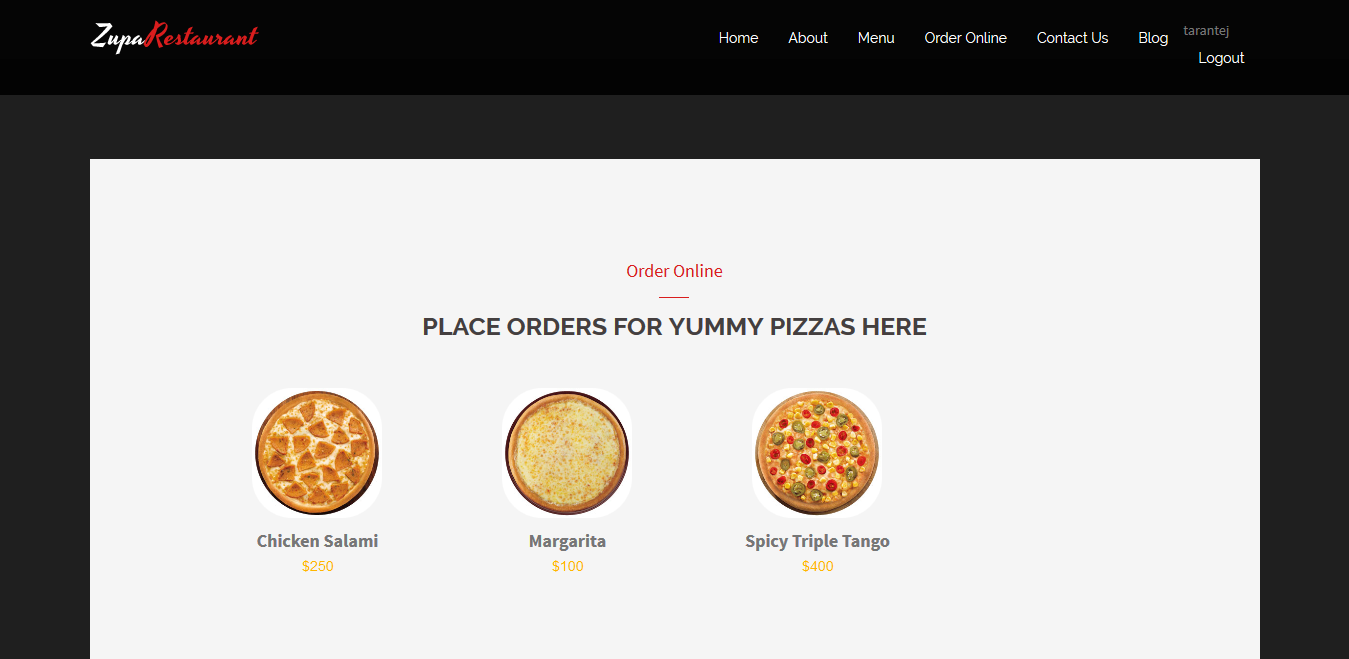 ZupaRestaurant
Home About Menu Order Online Contact Us Blog tarantej
Logout
Order Online
PLACE ORDERS FOR YUMMY PIZZAS HERE
Chicken Salami Margarita Spicy Triple Tango
$250 $100 $400